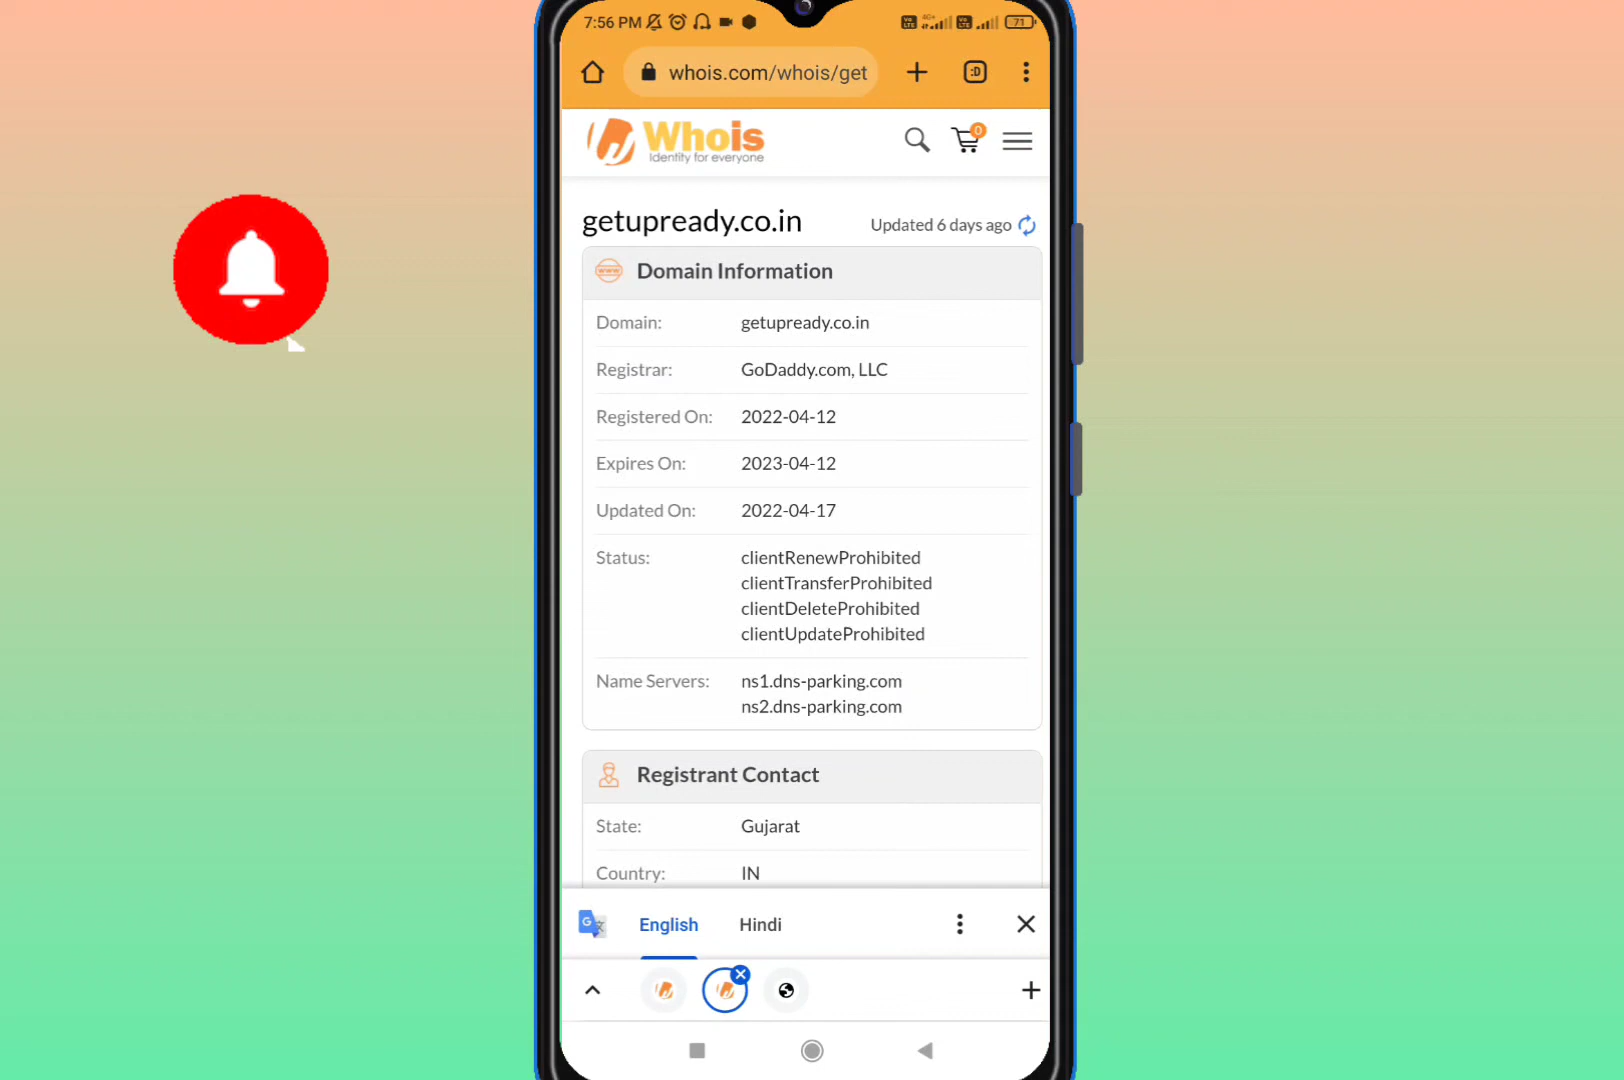 7:56 PM
71
whois.com/whois/get
:D
Whois
Identity for everyone
0
getupready.co.in
Updated 6 days ago
www
Domain Information
Domain: getupready.co.in
Registrar: GoDaddy.com, LLC
Registered On: 2022-04-12
Expires On: 2023-04-12
Updated On: 2022-04-17
Status: clientRenewProhibited
clientTransferProhibited
clientDeleteProhibited
clientUpdateProhibited
Name Servers: ns1.dns-parking.com
ns2.dns-parking.com
Registrant Contact
State: Gujarat
Country: IN
English Hindi